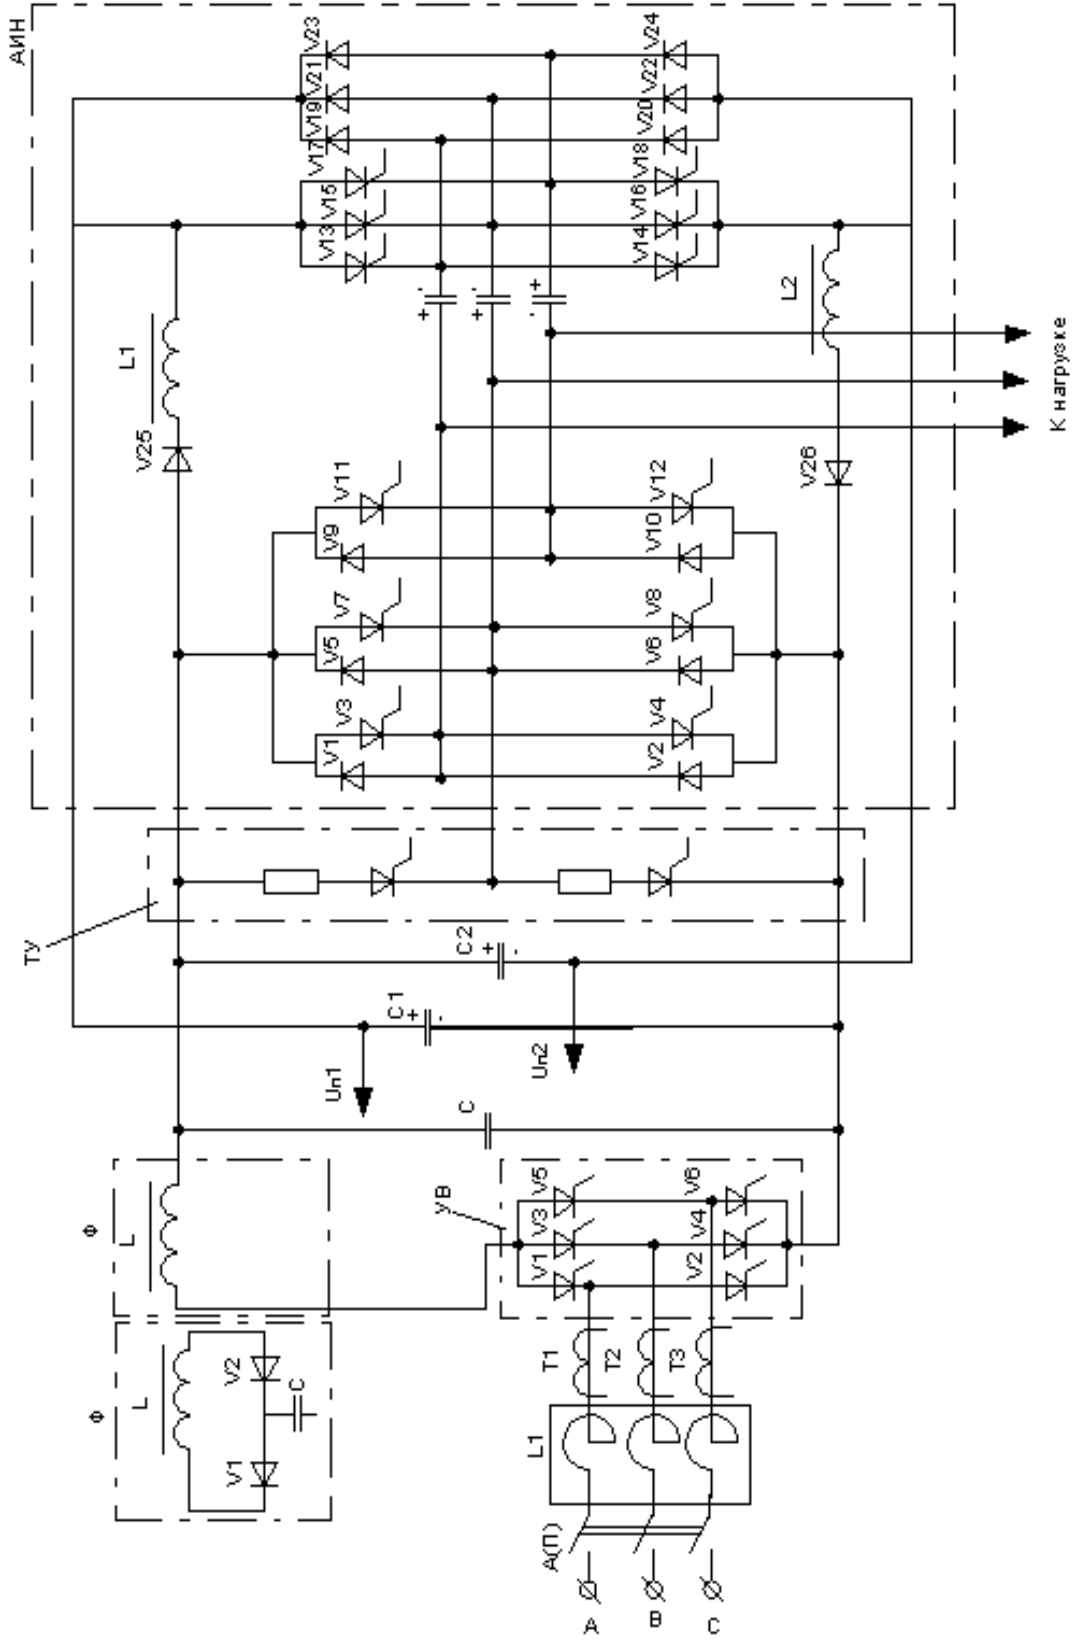 АИН
V17 V19 V21 V23
V13 V15
V14 V16 V18 V20 V22 V24
L1
L2
- - +
+ + -
V25
V26
К нагрузке
V1 V3 V5 V7 V9 V11
V2 V4 V6 V8 V10 V12
ТУ
C2
+ -
C1
+ -
Uп1
Uп2
C
Ф
L
УВ
V1 V3 V5
V2 V4 V6
Ф
L
V1 V2
C
T1
T2
T3
L1
А(П)
A
B
C